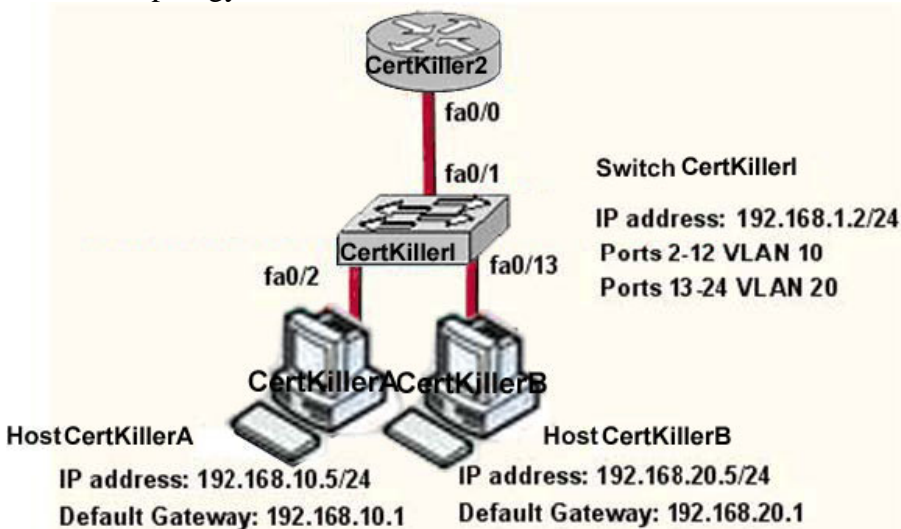 CertKiller2
fa0/0
fa0/1
Switch CertKillerI
IP address: 192.168.1.2/24
Ports 2-12 VLAN 10
Ports 13-24 VLAN 20
CertKillerI
fa0/2
fa0/13
CertKillerA
CertKillerB
Host CertKillerA
IP address: 192.168.10.5/24
Default Gateway: 192.168.10.1
Host CertKillerB
IP address: 192.168.20.5/24
Default Gateway: 192.168.20.1